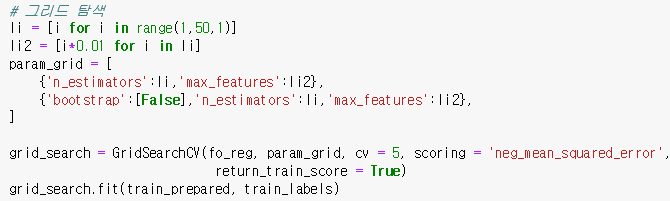 # 그리드 탐색
li = [i for i in range(1,50,1)]
li2 = [i*0.01 for i in li]
param_grid = [
    {'n_estimators':li,'max_features':li2},
    {'bootstrap':[False],'n_estimators':li,'max_features':li2},
]
grid_search = GridSearchCV(fo_reg, param_grid, cv = 5, scoring = 'neg_mean_squared_error',
                           return_train_score = True)
grid_search.fit(train_prepared, train_labels)